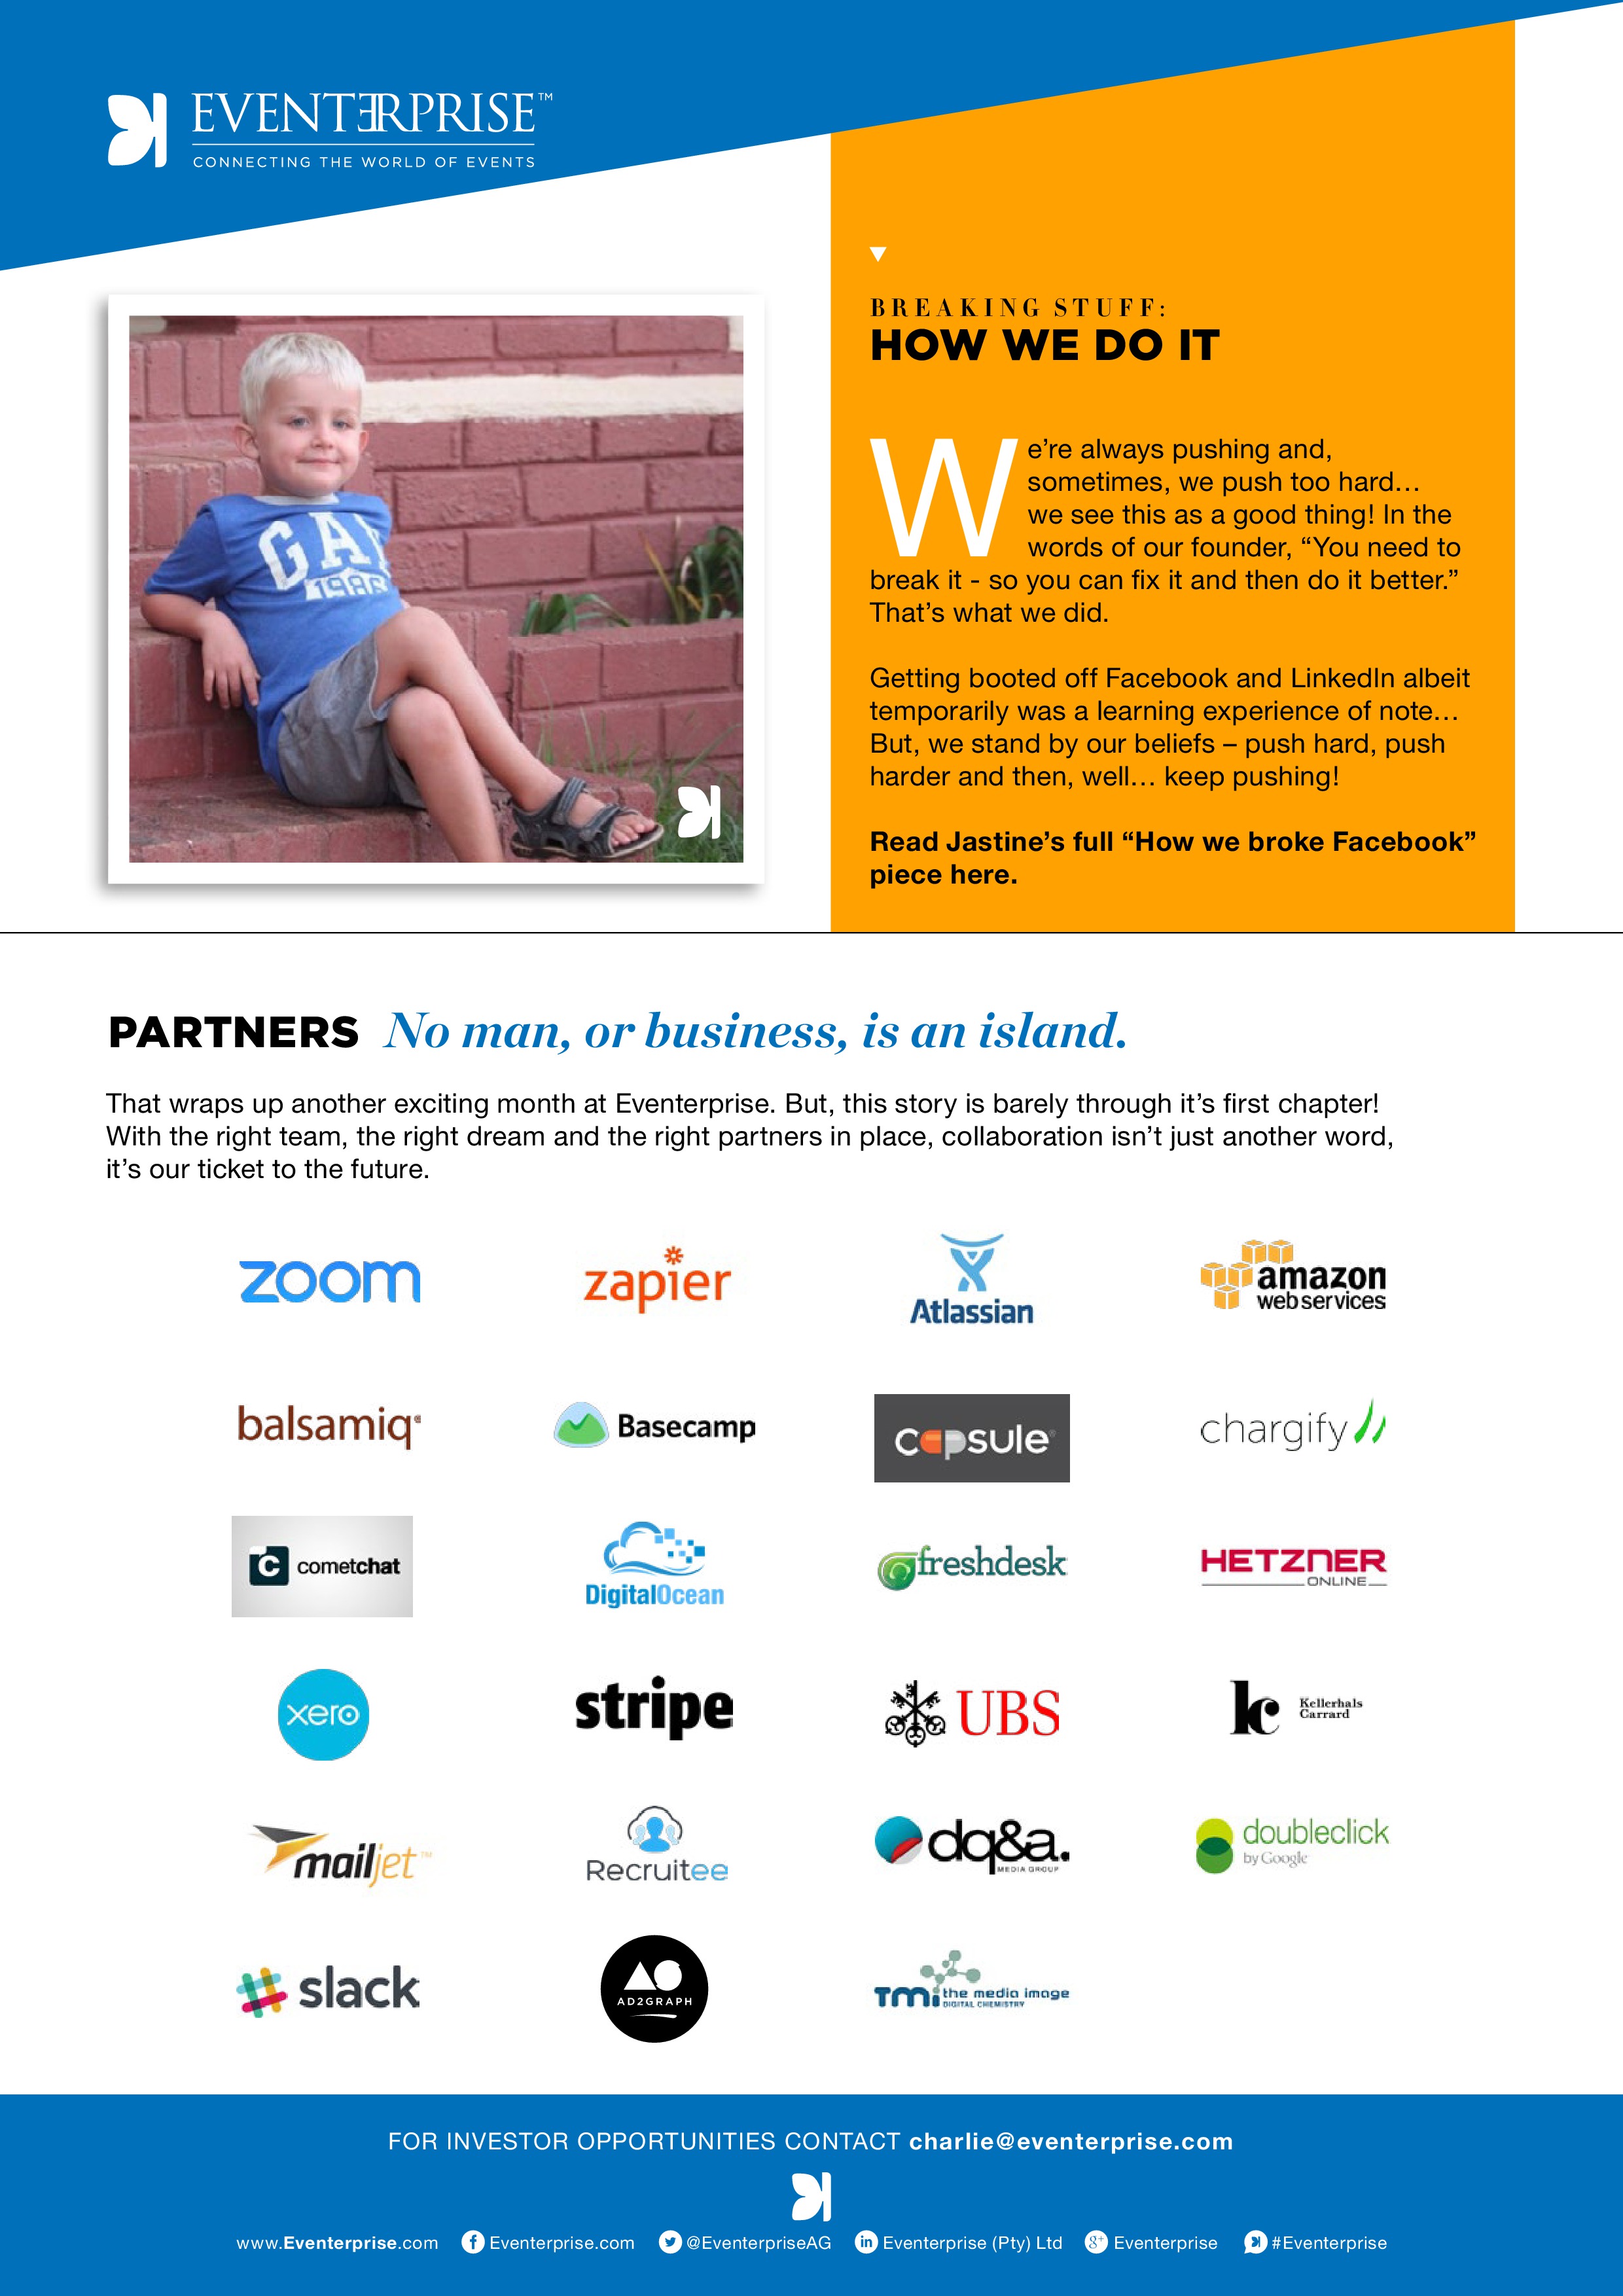 EVENTERPRISE™
CONNECTING THE WORLD OF EVENTS
GAP
1986
BREAKING STUFF:
HOW WE DO IT
We’re always pushing and,
sometimes, we push too hard…
we see this as a good thing! In the
words of our founder, “You need to
break it - so you can fix it and then do it better.”
That’s what we did.
Getting booted off Facebook and LinkedIn albeit
temporarily was a learning experience of note…
But, we stand by our beliefs – push hard, push
harder and then, well… keep pushing!
Read Jastine’s full “How we broke Facebook”
piece here.
PARTNERS No man, or business, is an island.
That wraps up another exciting month at Eventerprise. But, this story is barely through it’s first chapter!
With the right team, the right dream and the right partners in place, collaboration isn’t just another word,
it’s our ticket to the future.
zoom
zapier
Atlassian
amazon
web services
balsamiq®
Basecamp
capsule®
chargify
C cometchat
DigitalOcean
freshdesk
HETZNER
ONLINE
xero
stripe
UBS
kc Kellerhals
Carrard
mailjet™
Recruitee
dq&a.
MEDIA GROUP
doubleclick
by Google
slack
AD2GRAPH
TMi the media image
DIGITAL CHEMISTRY
FOR INVESTOR OPPORTUNITIES CONTACT charlie@eventerprise.com
www.Eventerprise.com f Eventerprise.com @EventerpriseAG in Eventerprise (Pty) Ltd g+ Eventerprise #Eventerprise